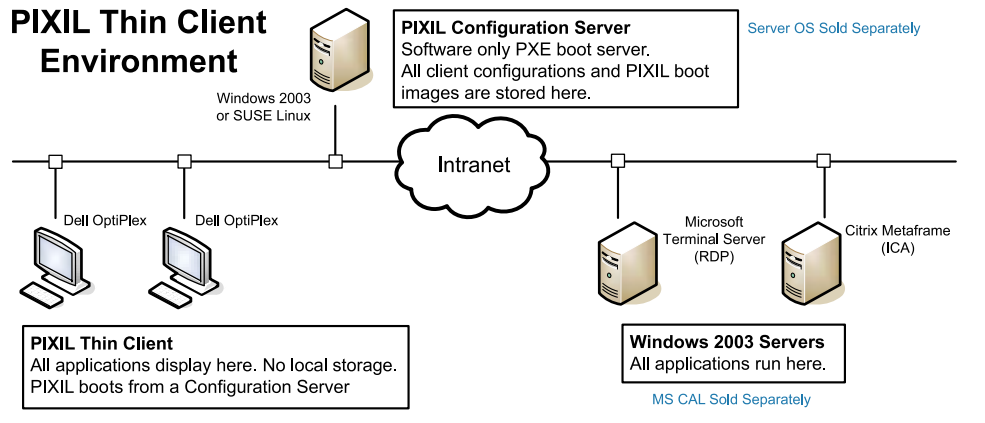 PIXIL Thin Client
Environment
PIXIL Configuration Server
Software only PXE boot server.
All client configurations and PIXIL boot
images are stored here.
Server OS Sold Separately
Windows 2003
or SUSE Linux
Intranet
Dell OptiPlex
Dell OptiPlex
Microsoft
Terminal Server
(RDP)
Citrix Metaframe
(ICA)
PIXIL Thin Client
All applications display here. No local storage.
PIXIL boots from a Configuration Server
Windows 2003 Servers
All applications run here.
MS CAL Sold Separately